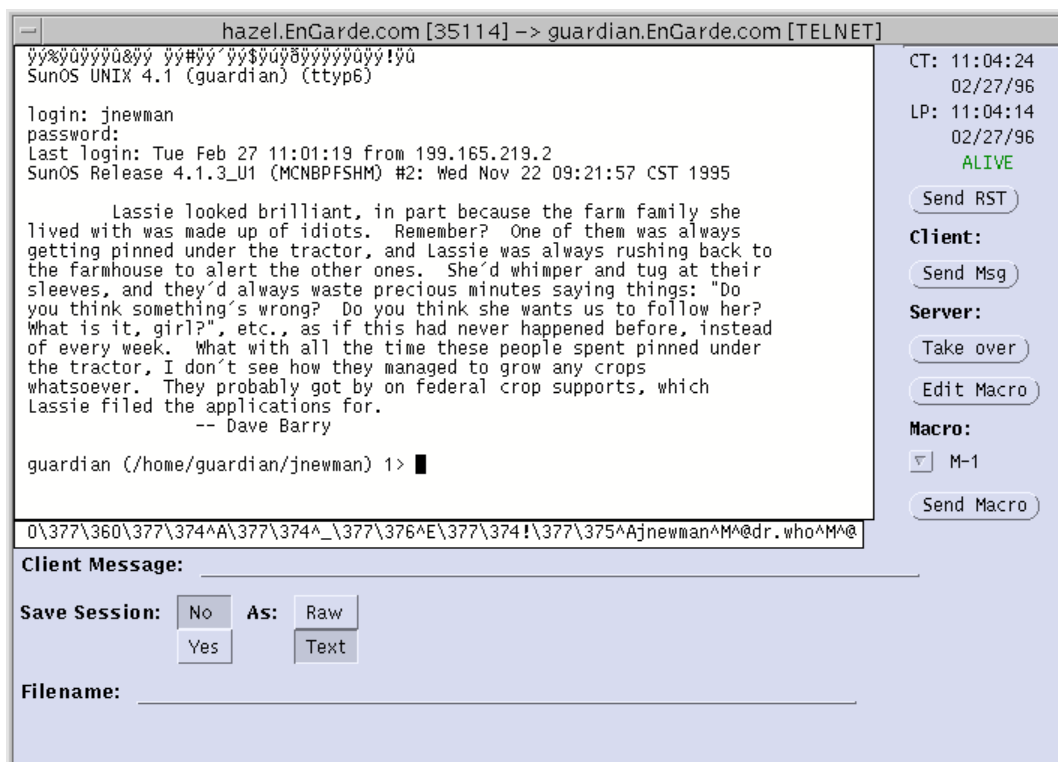 hazel.EnGarde.com [35114] -> guardian.EnGarde.com [TELNET]
ÿý%ÿûÿýÿû&ÿý ÿý#ÿý´ÿý$ÿúÿðÿýÿýÿûÿý!ÿû
SunOS UNIX 4.1 (guardian) (ttyp6)
login: jnewman
password:
Last login: Tue Feb 27 11:01:19 from 199.165.219.2
SunOS Release 4.1.3_U1 (MCNBPFSHM) #2: Wed Nov 22 09:21:57 CST 1995
Lassie looked brilliant, in part because the farm family she
lived with was made up of idiots.  Remember?  One of them was always
getting pinned under the tractor, and Lassie was always rushing back to
the farmhouse to alert the other ones.  She´d whimper and tug at their
sleeves, and they´d always waste precious minutes saying things: "Do
you think something´s wrong?  Do you think she wants us to follow her?
What is it, girl?", etc., as if this had never happened before, instead
of every week.  What with all the time these people spent pinned under
the tractor, I don´t see how they managed to grow any crops
whatsoever.  They probably got by on federal crop supports, which
Lassie filed the applications for.
-- Dave Barry
guardian (/home/guardian/jnewman) 1>
0\377\360\377\374^A\377\374^_\377\376^E\377\374!\377\375^Ajnewman^M^@dr.who^M^@
CT: 11:04:24
02/27/96
LP: 11:04:14
02/27/96
ALIVE
Send RST
Client:
Send Msg
Server:
Take over
Edit Macro
Macro:
M-1
Send Macro
Client Message:
Save Session: No As: Raw
Yes Text
Filename: